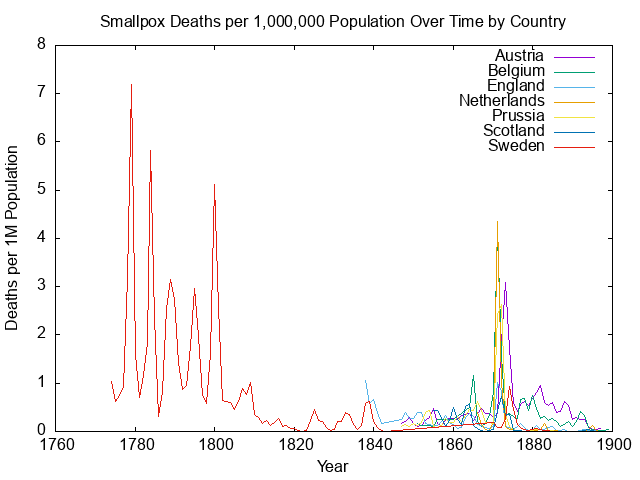 Smallpox Deaths per 1,000,000 Population Over Time by Country
8
7
6
5
4
3
2
1
0
Deaths per 1M Population
Austria
Belgium
England
Netherlands
Prussia
Scotland
Sweden
1760 1780 1800 1820 1840 1860 1880 1900
Year